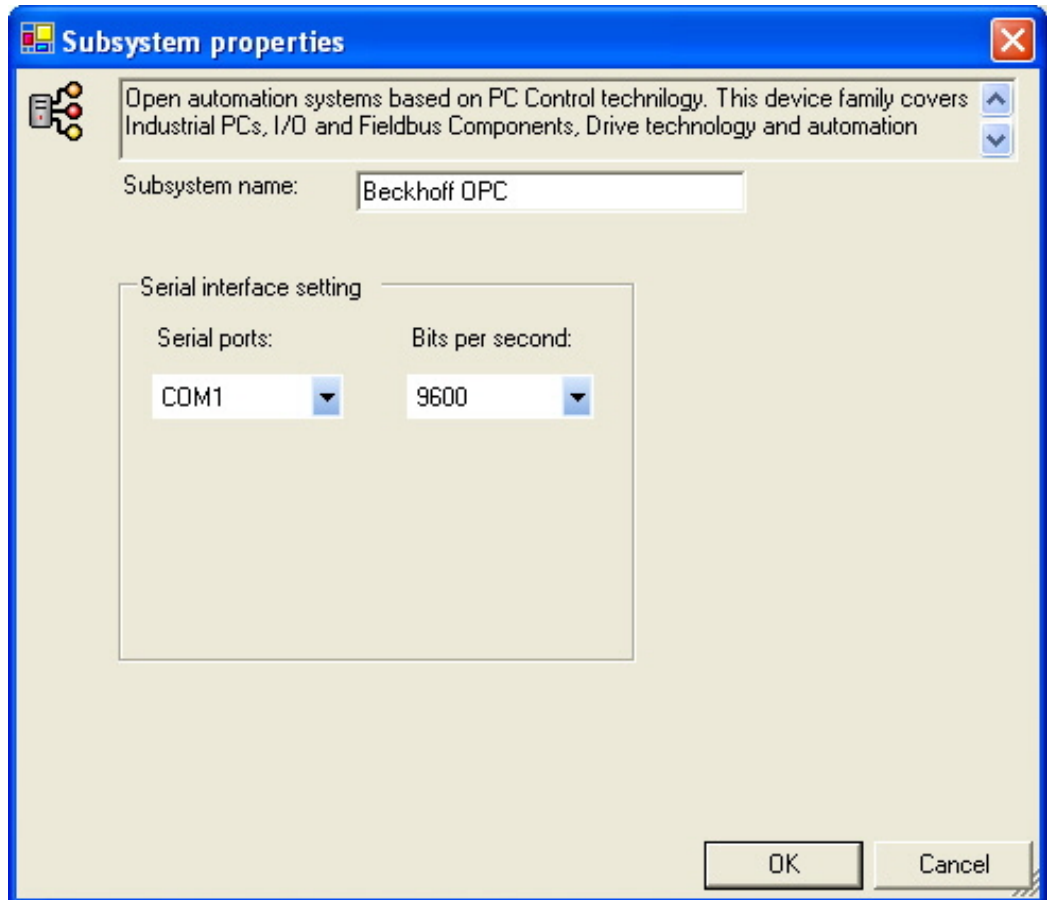 Subsystem properties
Open automation systems based on PC Control technilogy. This device family covers
Industrial PCs, I/O and Fieldbus Components, Drive technology and automation
Subsystem name:
Beckhoff OPC
Serial interface setting
Serial ports:
Bits per second:
COM1
9600
OK
Cancel